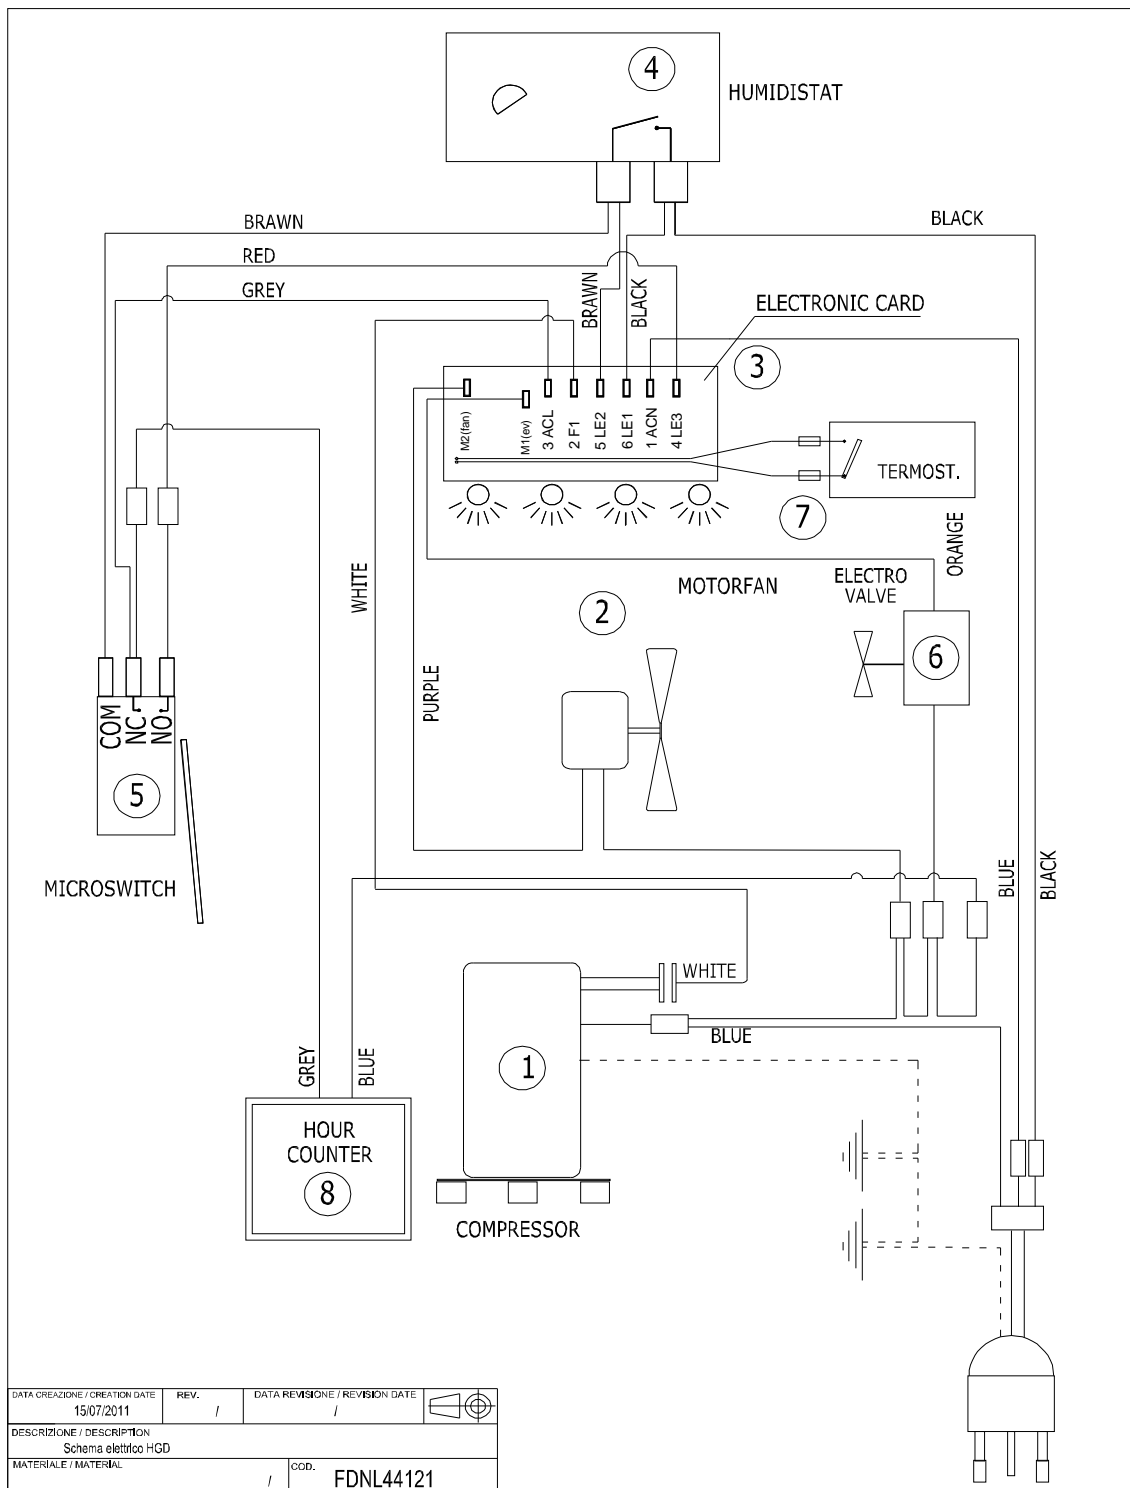 4
HUMIDISTAT
BRAWN
BLACK
RED
GREY
BRAWN
BLACK
ELECTRONIC CARD
3
M2(fan)
M1(ev)
3 ACL
2 F1
5 LE2
6 LE1
1 ACN
4 LE3
TERMOST.
7
ORANGE
WHITE
MOTORFAN
ELECTRO
VALVE
2
6
PURPLE
COM
NC
NO
5
MICROSWITCH
BLUE
BLACK
WHITE
BLUE
GREY
BLUE
1
HOUR
COUNTER
8
COMPRESSOR
DATA CREAZIONE / CREATION DATE
15/07/2011
REV.
/
DATA REVISIONE / REVISION DATE
/
DESCRIZIONE / DESCRIPTION
Schema elettrico HGD
MATERIALE / MATERIAL
/
COD.
FDNL44121